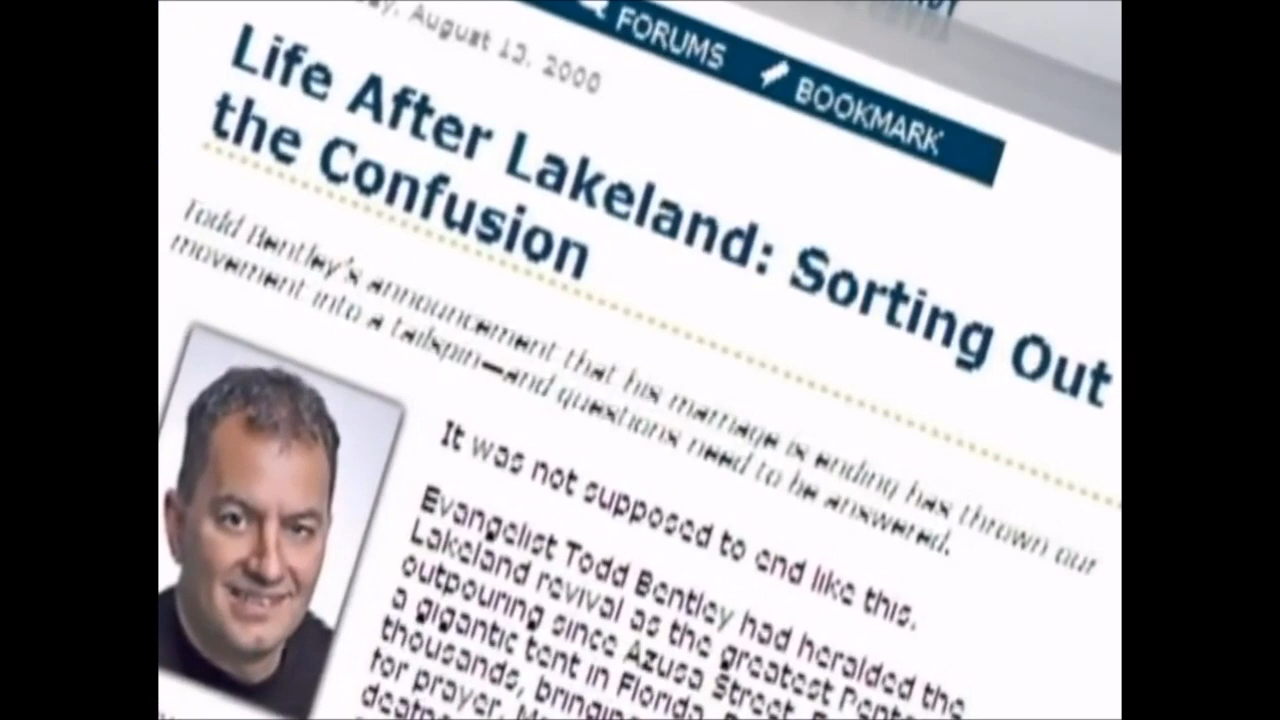 FORUMS BOOKMARK
August 13, 2000
Life After Lakeland: Sorting Out
the Confusion
Todd Bentley's announcement that his marriage is ending has thrown our
movement into a tailspin—and questions need to be answered.
It was not supposed to end like this.
Evangelist Todd Bentley had heralded the
Lakeland revival as the greatest
outpouring since Azusa Street.
a gigantic tent in Florida,
thousands,
for prayer.